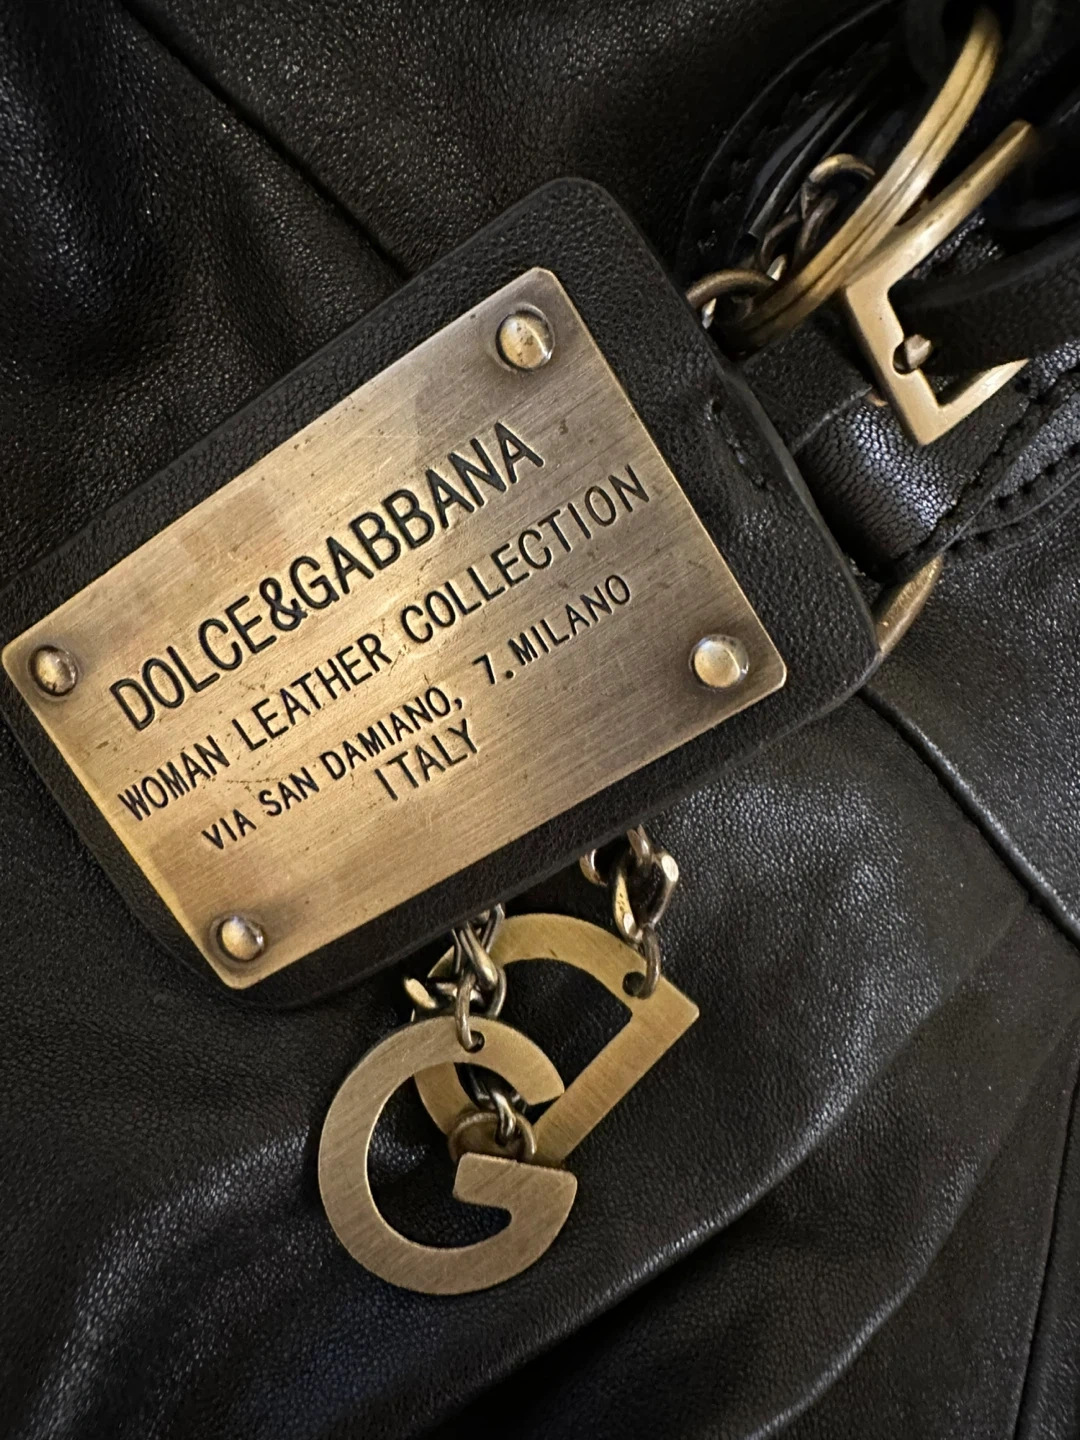 DOLCE&GABBANA
WOMAN LEATHER COLLECTION
VIA SAN DAMIANO, 7. MILANO
ITALY
D
G